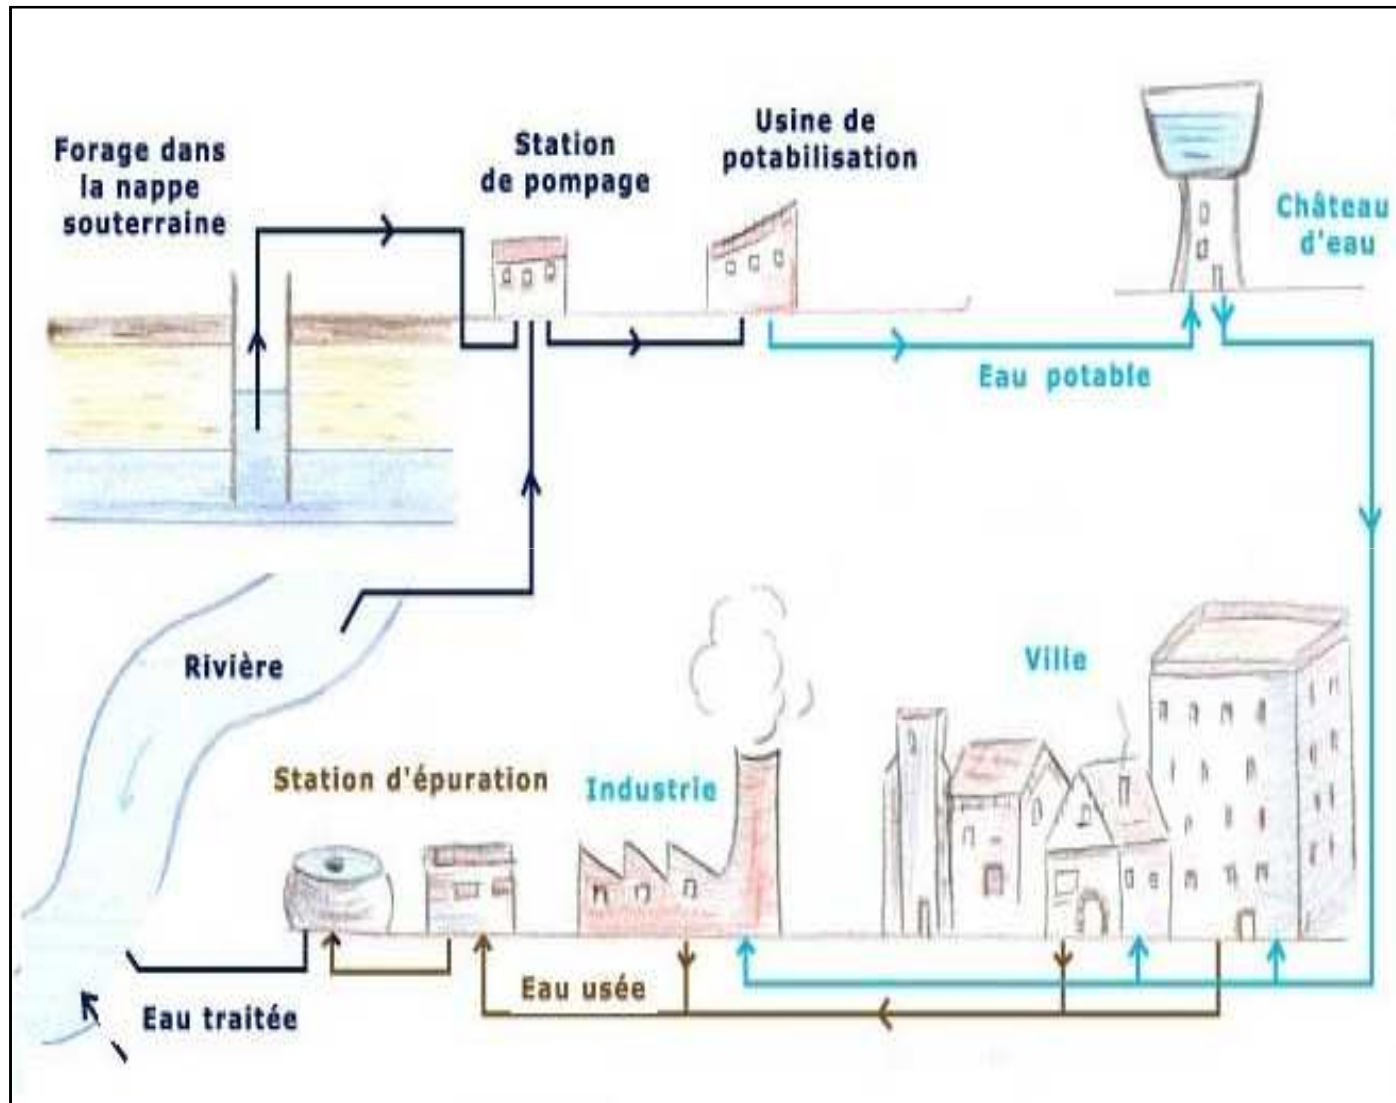 Forage dans
la nappe
souterraine
Station
de pompage
Usine de
potabilisation
Château
d'eau
Eau potable
Rivière
Ville
Station d'épuration
Industrie
Eau usée
Eau traitée